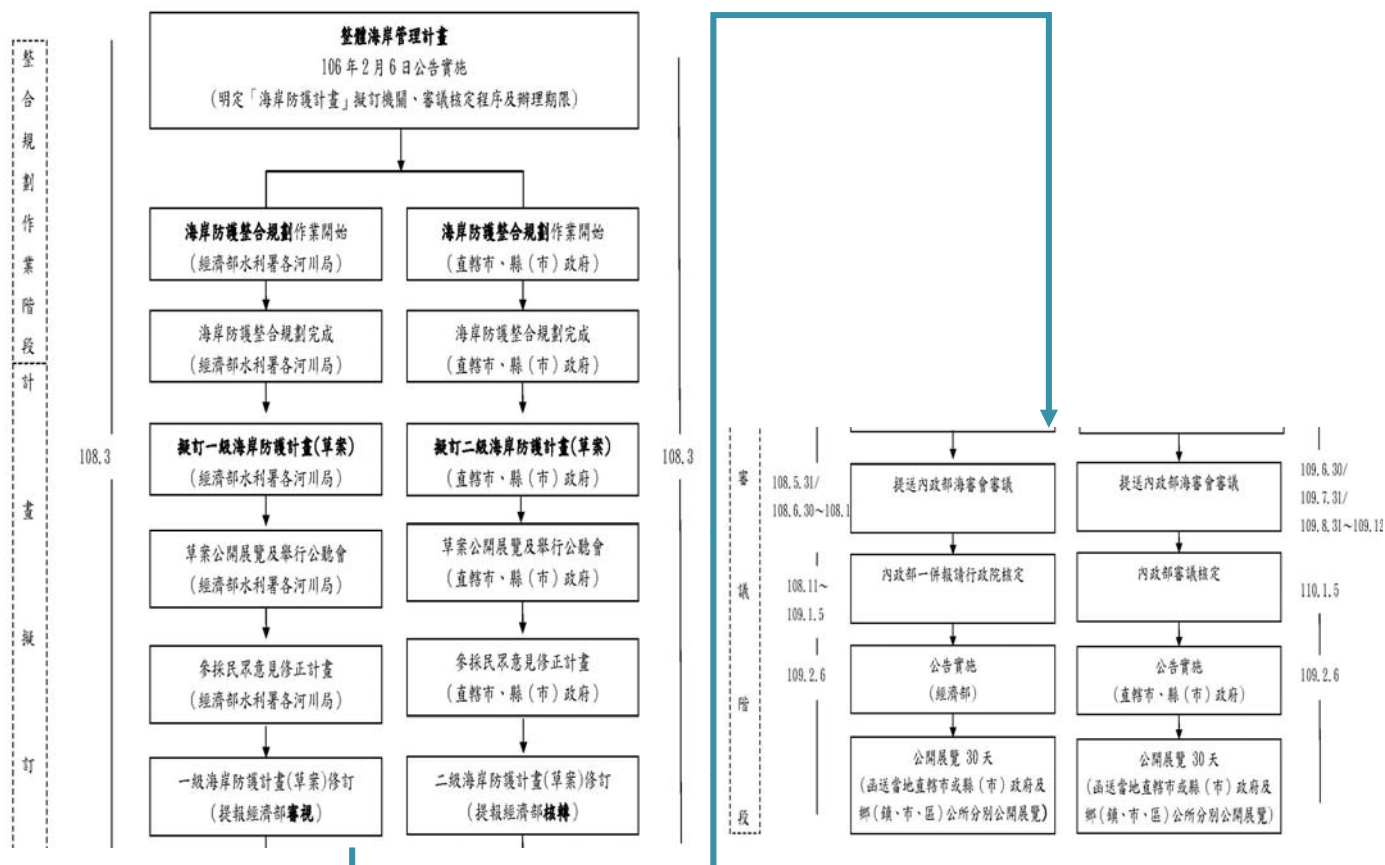 整體海岸管理計畫
106年2月6日公告實施
(明定「海岸防護計畫」擬訂機關、審議核定程序及辦理期限)
整合規劃作業階段
海岸防護整合規劃作業開始
(經濟部水利署各河川局)
海岸防護整合規劃作業開始
(直轄市、縣(市)政府)
海岸防護整合規劃完成
(經濟部水利署各河川局)
海岸防護整合規劃完成
(直轄市、縣(市)政府)
計畫擬訂
108.3
擬訂一級海岸防護計畫(草案)
(經濟部水利署各河川局)
擬訂二級海岸防護計畫(草案)
(直轄市、縣(市)政府)
108.3
草案公開展覽及舉行公聽會
(經濟部水利署各河川局)
草案公開展覽及舉行公聽會
(直轄市、縣(市)政府)
參採民眾意見修正計畫
(經濟部水利署各河川局)
參採民眾意見修正計畫
(直轄市、縣(市)政府)
一級海岸防護計畫(草案)修訂
(提報經濟部審視)
二級海岸防護計畫(草案)修訂
(提報經濟部核轉)
審議階段
108.5.31/
108.6.30~108.1
提送內政部海審會審議
提送內政部海審會審議
109.6.30/
109.7.31/
109.8.31~109.12
108.11~
109.1.5
內政部一併報請行政院核定
內政部審議核定
110.1.5
109.2.6
公告實施
(經濟部)
公告實施
(直轄市、縣(市)政府)
109.2.6
公開展覽 30天
(函送當地直轄市或縣(市)政府及
鄉(鎮、市、區)公所分別公開展覽)
公開展覽 30天
(函送當地直轄市或縣(市)政府及
鄉(鎮、市、區)公所分別公開展覽)